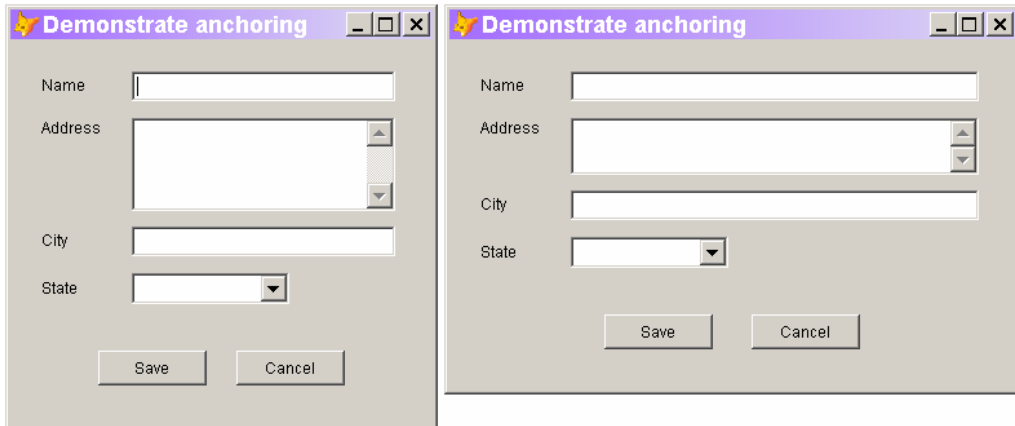 Demonstrate anchoring
Name
Address
City
State
Save Cancel
Demonstrate anchoring
Name
Address
City
State
Save Cancel